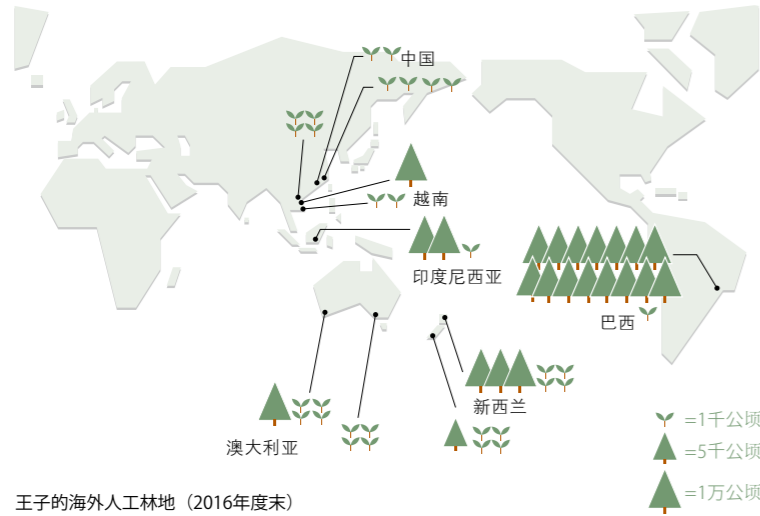 中国
越南
印度尼西亚
巴西
新西兰
澳大利亚
=1千公顷
=5千公顷
=1万公顷
王子的海外人工林地（2016年度末）